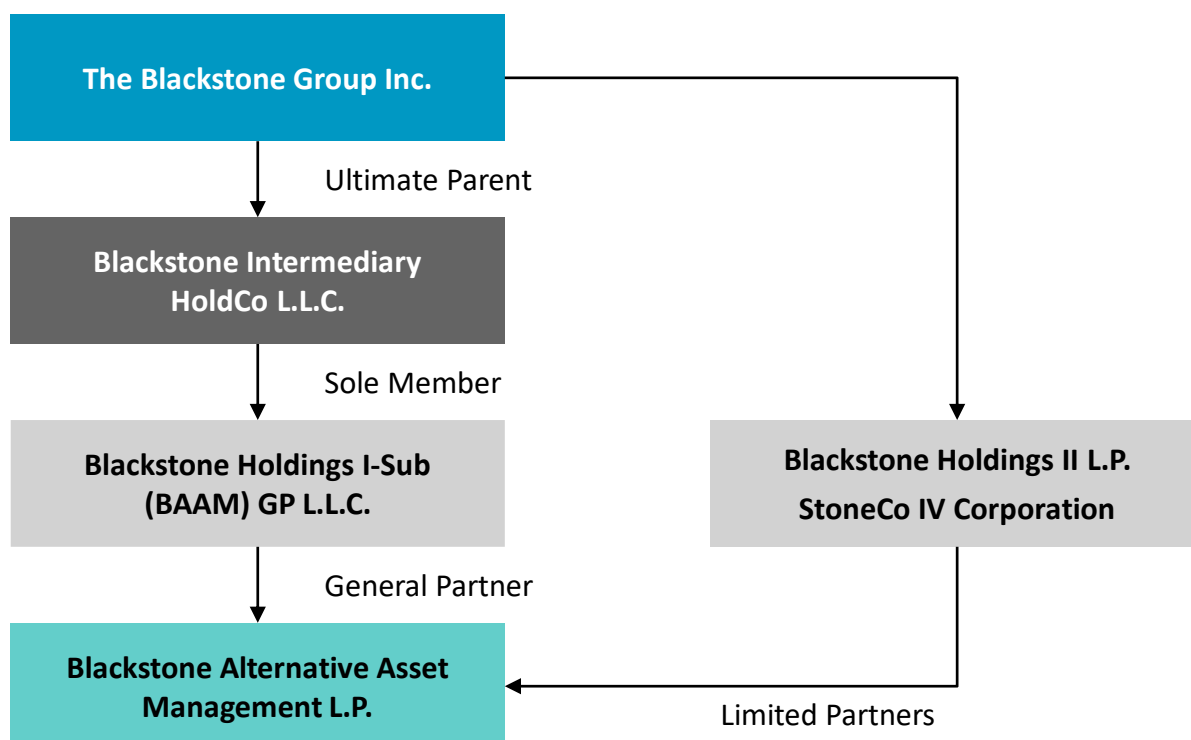 The Blackstone Group Inc.
Ultimate Parent
Blackstone Intermediary
HoldCo L.L.C.
Sole Member
Blackstone Holdings I-Sub
(BAAM) GP L.L.C.
Blackstone Holdings II L.P.
StoneCo IV Corporation
General Partner
Blackstone Alternative Asset
Management L.P.
Limited Partners